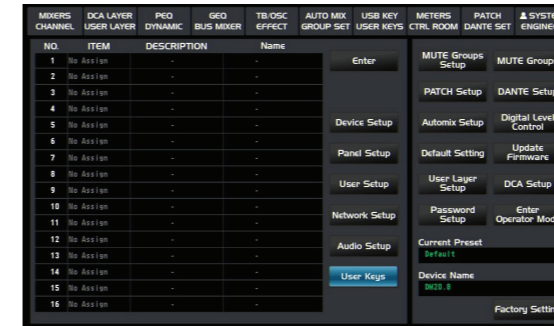 MIXERS DCA LAYER PEQ GEQ TB/OSC AUTO MIX USB KEY METERS PATCH SYST
CHANNEL USER LAYER DYNAMIC BUS MIXER EFFECT GROUP SET USER KEYS CTRL ROOM DANTE SET ENGINE
NO. ITEM DESCRIPTION Name
1 No Assign - -
2 No Assign - -
3 No Assign - -
4 No Assign - -
5 No Assign - -
6 No Assign - -
7 No Assign - -
8 No Assign - -
9 No Assign - -
10 No Assign - -
11 No Assign - -
12 No Assign - -
13 No Assign - -
14 No Assign - -
15 No Assign - -
16 No Assign - -
Enter
Device Setup
Panel Setup
User Setup
Network Setup
Audio Setup
User Keys
MUTE Groups
Setup
MUTE Group
PATCH Setup
DANTE Setu
Automix Setup
Digital Level
Control
Default Setting
Update
Firmware
User Layer
Setup
DCA Setup
Password
Setup
Enter
Operator Mod
Current Preset
Default
Device Name
DM20.8
Factory Settin